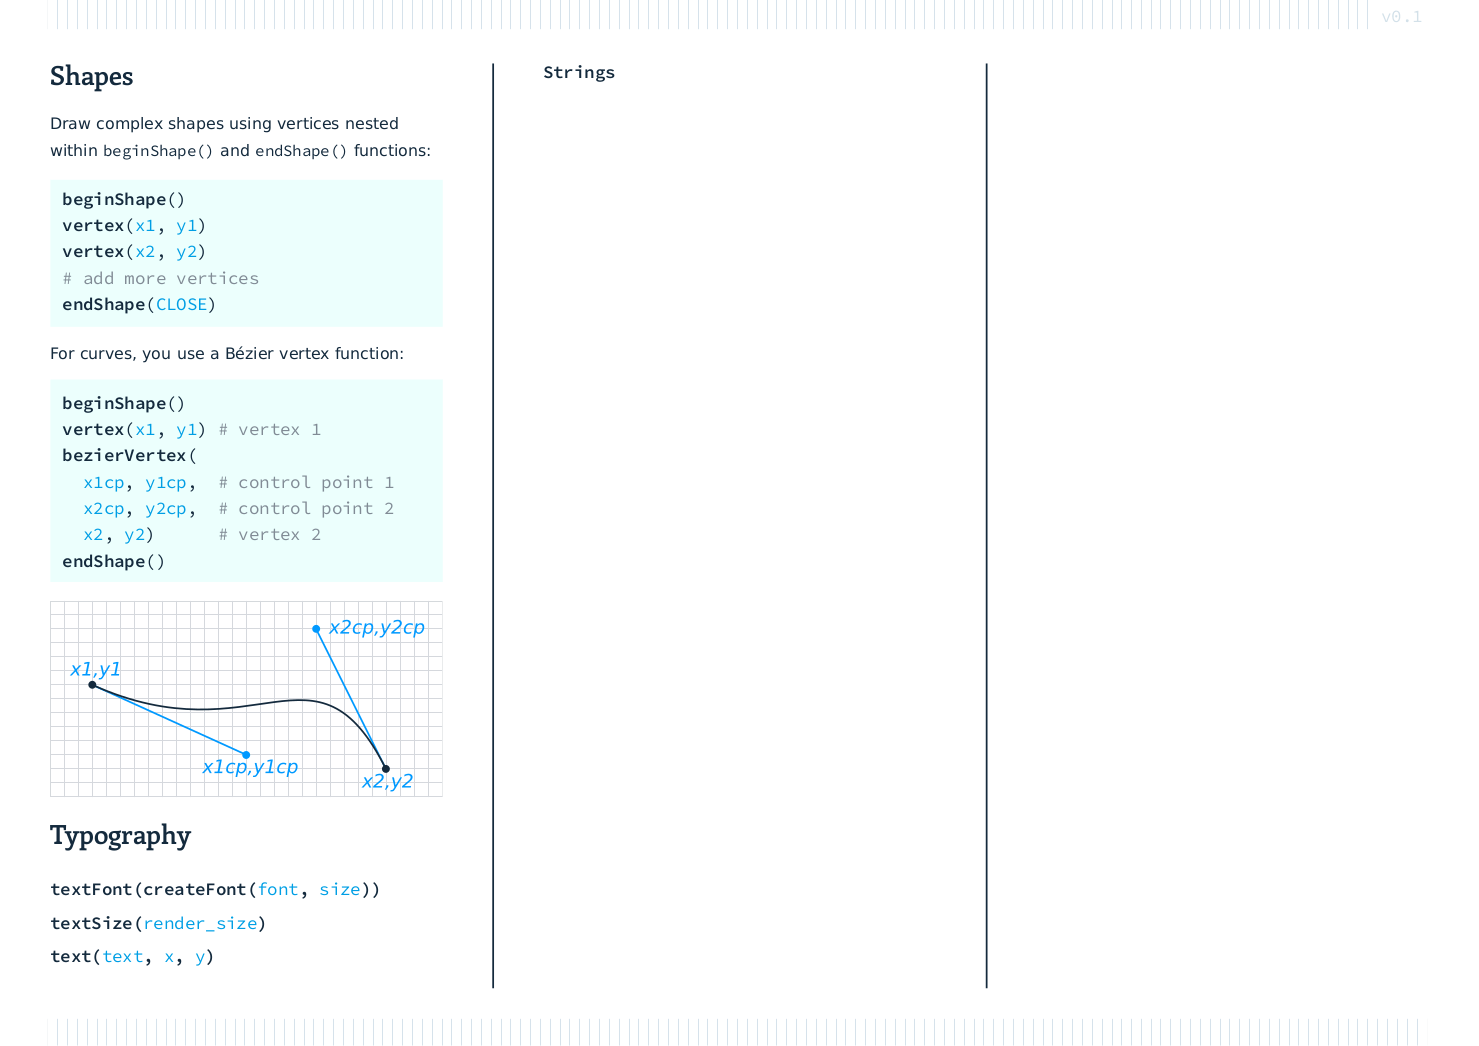 v0.1
Shapes
Draw complex shapes using vertices nested
within beginShape() and endShape() functions:
beginShape()
vertex(x1, y1)
vertex(x2, y2)
# add more vertices
endShape(CLOSE)
For curves, you use a Bézier vertex function:
beginShape()
vertex(x1, y1) # vertex 1
bezierVertex(
  x1cp, y1cp,  # control point 1
  x2cp, y2cp,  # control point 2
  x2, y2)      # vertex 2
endShape()
x2cp,y2cp
x1,y1
x1cp,y1cp
x2,y2
Typography
textFont(createFont(font, size))
textSize(render_size)
text(text, x, y)
Strings